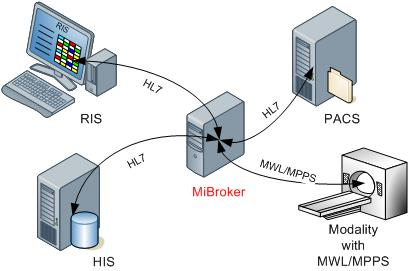 RIS
HL7
HL7
RIS
PACS
HL7
MiBroker
MWL/MPPS
HIS
Modality
with
MWL/MPPS